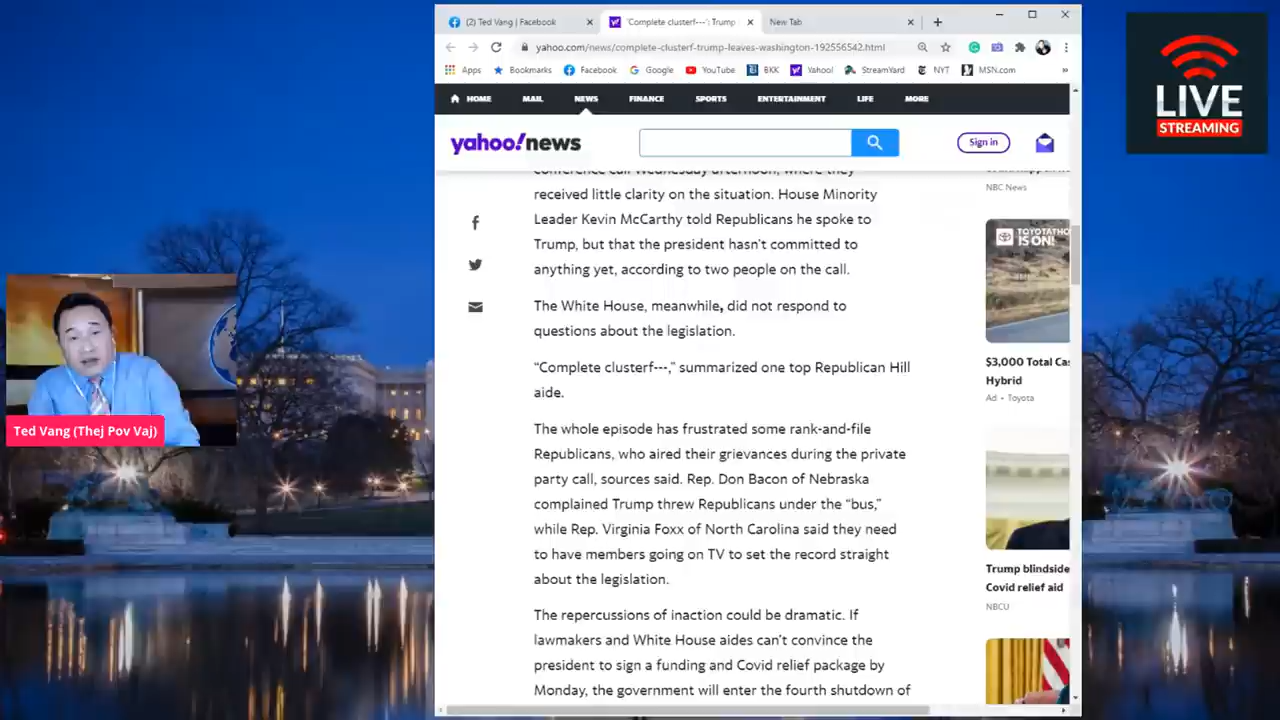 (2) Ted Vang | Facebook
'Complete clusterf---': Trump
New Tab
yahoo.com/news/complete-clusterf-trump-leaves-washington-192556542.html
Apps
Bookmarks
Facebook
Google
YouTube
BKK
Yahoo!
StreamYard
NYT
MSN.com
»
HOME
MAIL
NEWS
FINANCE
SPORTS
ENTERTAINMENT
LIFE
MORE
yahoo!news
Sign in
conference call Wednesday afternoon, where they
received little clarity on the situation. House Minority
Leader Kevin McCarthy told Republicans he spoke to
Trump, but that the president hasn't committed to
anything yet, according to two people on the call.
The White House, meanwhile, did not respond to
questions about the legislation.
“Complete clusterf---,” summarized one top Republican Hill
aide.
The whole episode has frustrated some rank-and-file
Republicans, who aired their grievances during the private
party call, sources said. Rep. Don Bacon of Nebraska
complained Trump threw Republicans under the “bus,”
while Rep. Virginia Foxx of North Carolina said they need
to have members going on TV to set the record straight
about the legislation.
The repercussions of inaction could be dramatic. If
lawmakers and White House aides can't convince the
president to sign a funding and Covid relief package by
Monday, the government will enter the fourth shutdown of
NBC News
TOYOTATHO
IS ON!
$3,000 Total Cas
Hybrid
Ad • Toyota
Trump blindside
Covid relief aid
NBCU
LIVE
STREAMING
Ted Vang (Thej Pov Vaj)